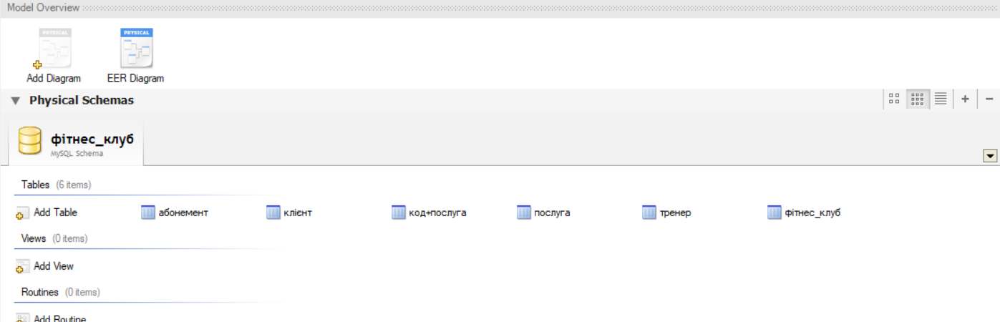 Model Overview
PHYSICAL PHYSICAL
Add Diagram EER Diagram
Physical Schemas
фітнес_клуб
MySQL Schema
Tables (6 items)
Add Table абонемент клієнт код+послуга послуга тренер фітнес_клуб
Views (0 items)
Add View
Routines (0 items)
Add Routine